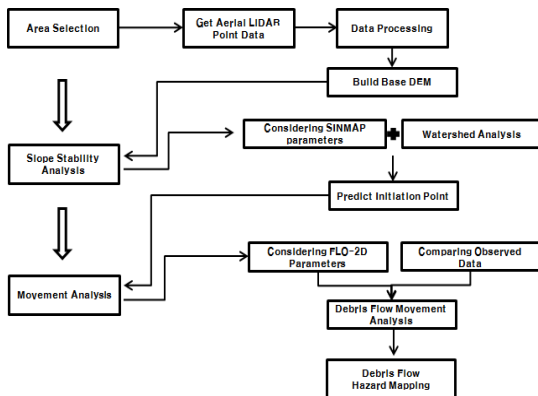 Area Selection
Get Aerial LIDAR
Point Data
Data Processing
Build Base DEM
Considering SINMAP
parameters
Watershed Analysis
Slope Stability
Analysis
Predict Initiation Point
Considering FLO-2D
Parameters
Comparing Observed
Data
Movement Analysis
Debris Flow Movement
Analysis
Debris Flow
Hazard Mapping